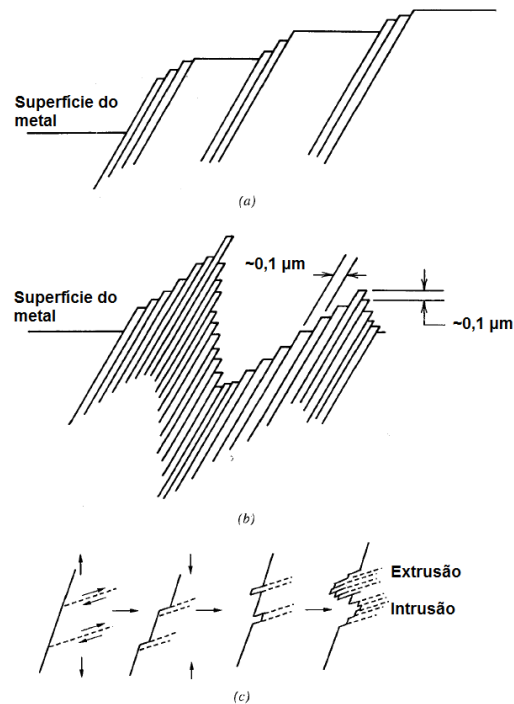 Superfície do
metal
(a)
~0,1 µm
Superfície do
metal
~0,1 µm
(b)
Extrusão
Intrusão
(c)